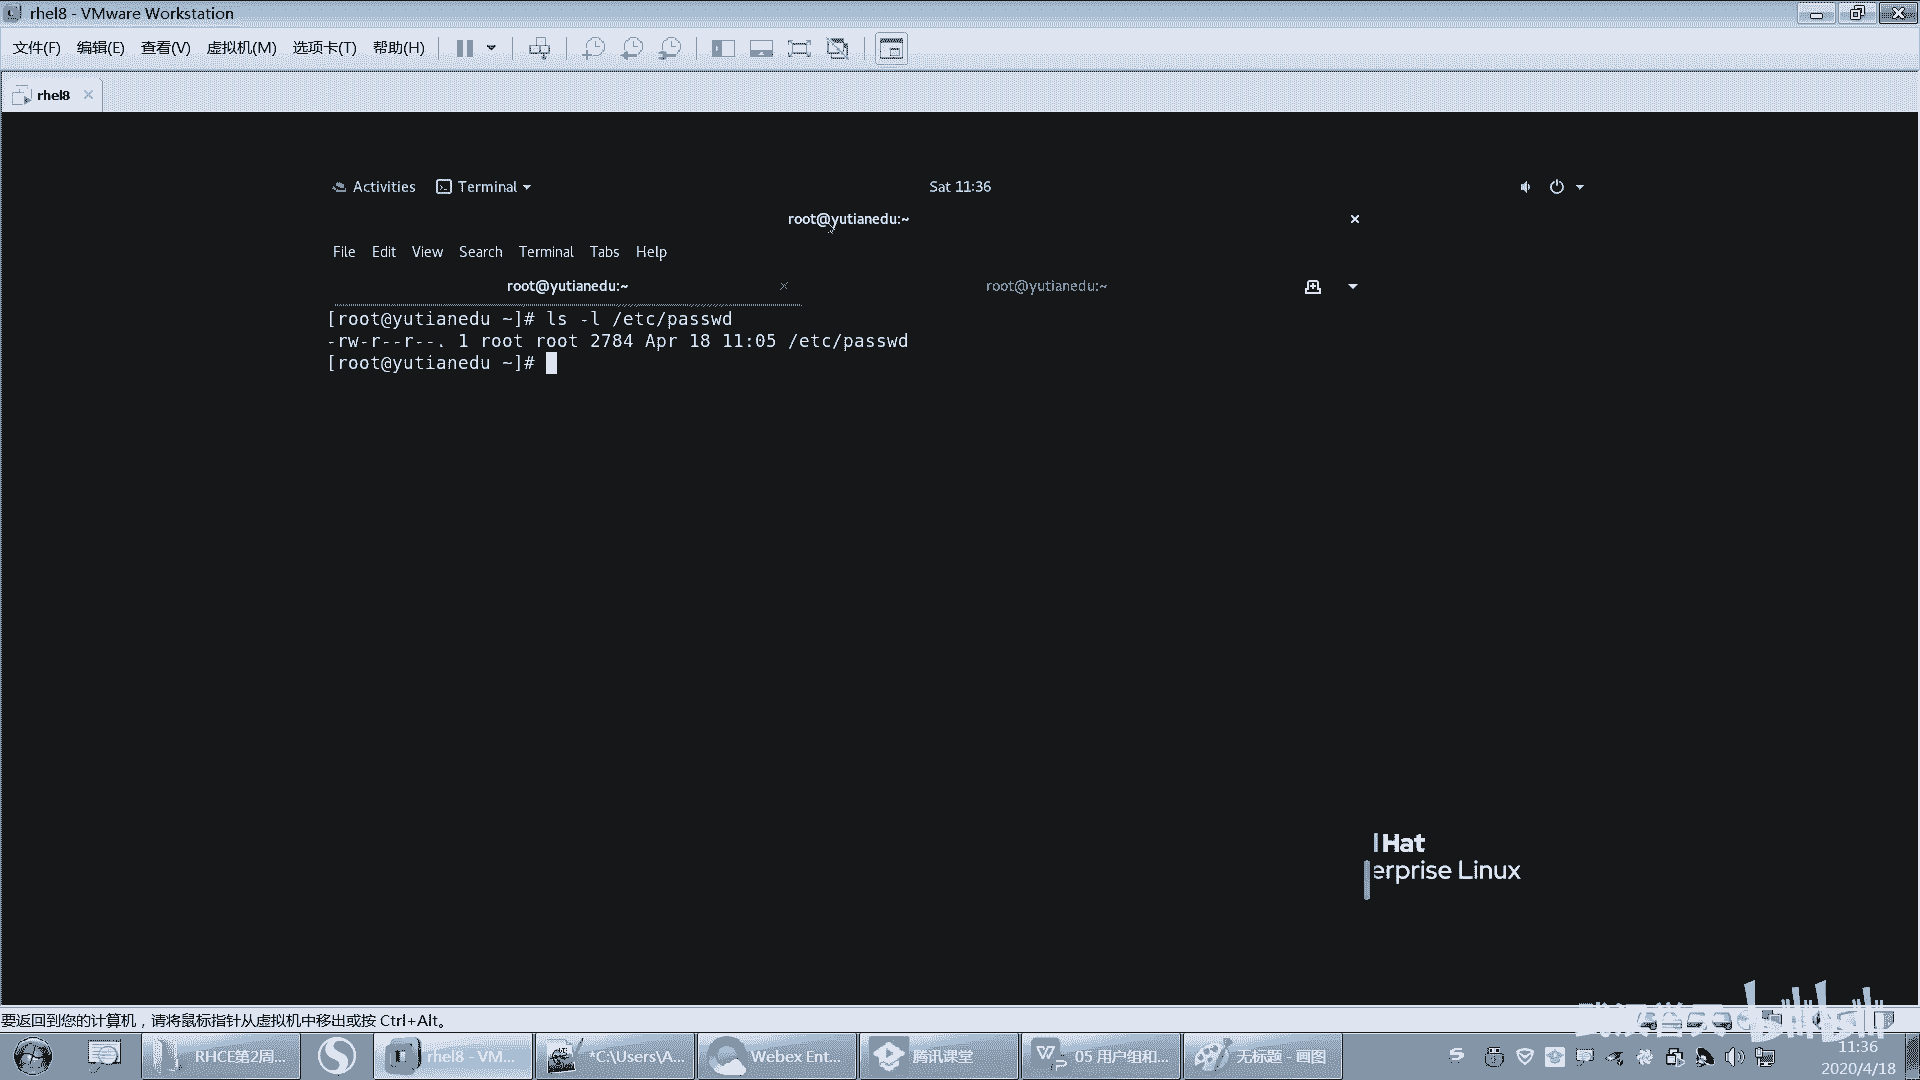 rhel8 - VMware Workstation
文件(F) 编辑(E) 查看(V) 虚拟机(M) 选项卡(T) 帮助(H)
rhel8
Activities Terminal Sat 11:36
root@yutianedu:~
File Edit View Search Terminal Tabs Help
root@yutianedu:~ root@yutianedu:~
[root@yutianedu ~]# ls -l /etc/passwd
-rw-r--r--. 1 root root 2784 Apr 18 11:05 /etc/passwd
[root@yutianedu ~]#
Hat
erprise Linux
要返回到您的计算机，请将鼠标指针从虚拟机中移出或按 Ctrl+Alt。
RHCE第2周... rhel8 - VM... *C:\Users\A... Webex Ent... 腾讯课堂 05 用户组和... 无标题 - 画图
11:36
2020/4/18